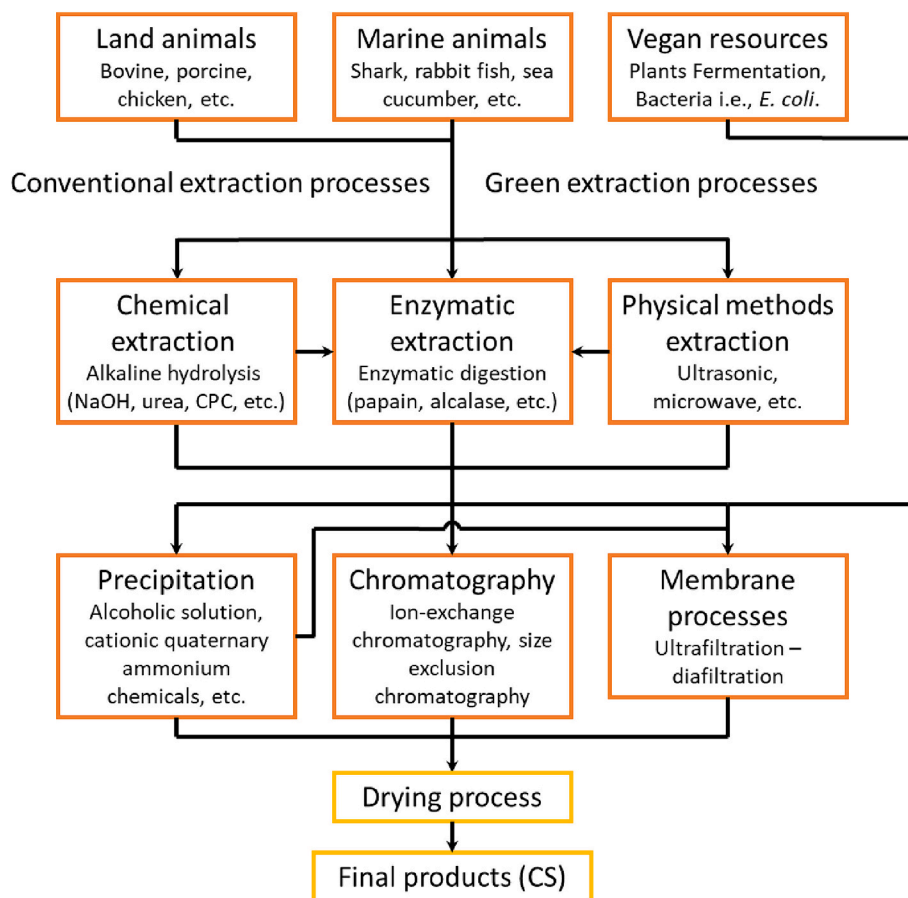 Land animals
Bovine, porcine,
chicken, etc.
Marine animals
Shark, rabbit fish, sea
cucumber, etc.
Vegan resources
Plants Fermentation,
Bacteria i.e., E. coli.
Conventional extraction processes
Green extraction processes
Chemical
extraction
Alkaline hydrolysis
(NaOH, urea, CPC, etc.)
Enzymatic
extraction
Enzymatic digestion
(papain, alcalase, etc.)
Physical methods
extraction
Ultrasonic,
microwave, etc.
Precipitation
Alcoholic solution,
cationic quaternary
ammonium
chemicals, etc.
Chromatography
Ion-exchange
chromatography, size
exclusion
chromatography
Membrane
processes
Ultrafiltration –
diafiltration
Drying process
Final products (CS)